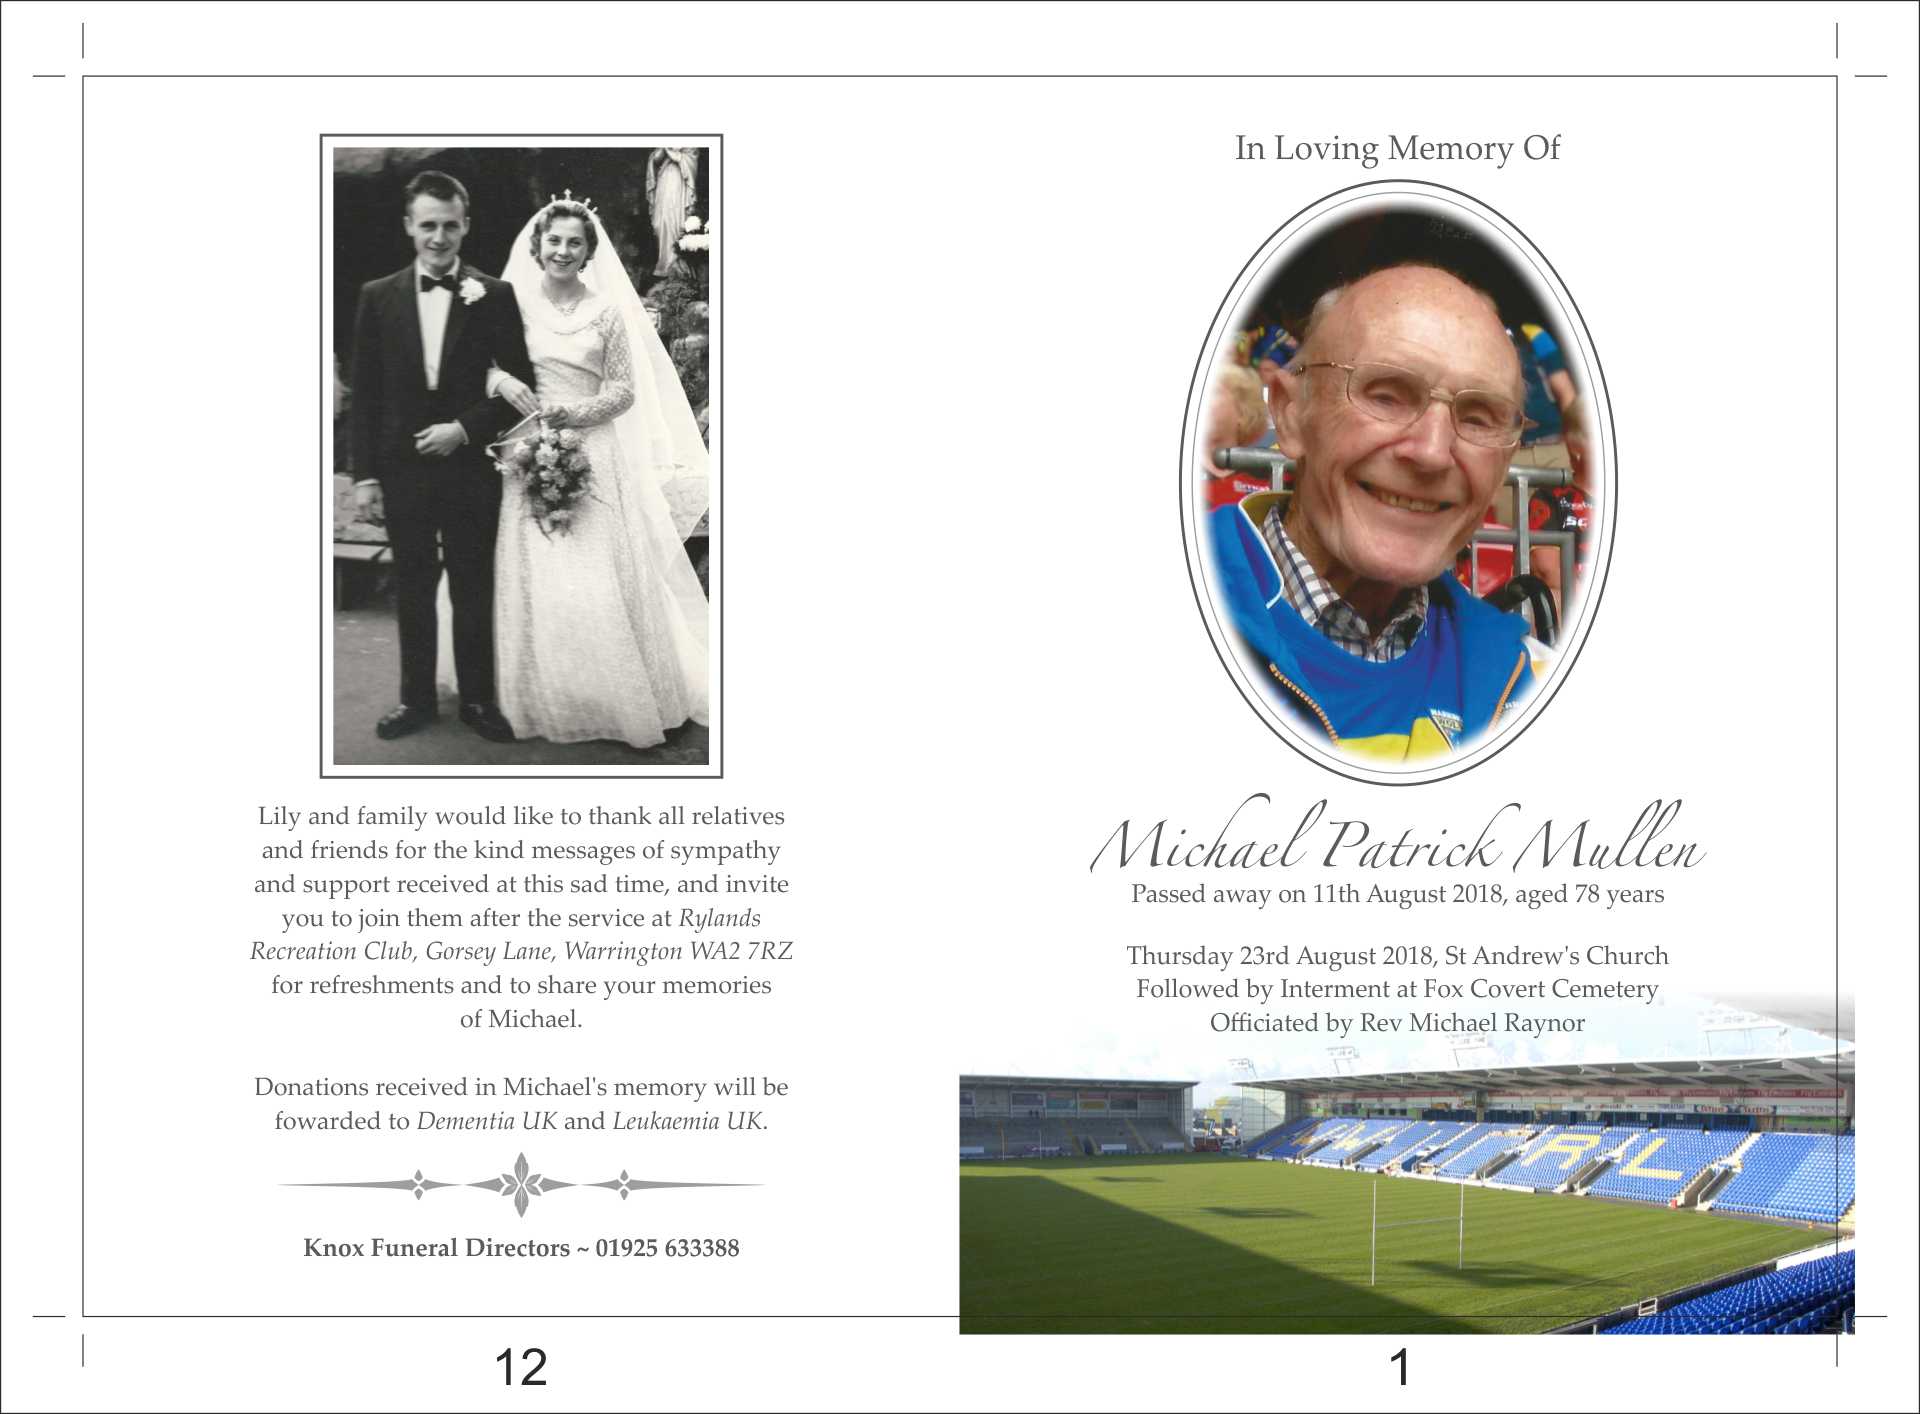 Lily and family would like to thank all relatives
and friends for the kind messages of sympathy
and support received at this sad time, and invite
you to join them after the service at Rylands
Recreation Club, Gorsey Lane, Warrington WA2 7RZ
for refreshments and to share your memories
of Michael.
Donations received in Michael's memory will be
fowarded to Dementia UK and Leukaemia UK.
Knox Funeral Directors ~ 01925 633388
12
In Loving Memory Of
Michael Patrick Mullen
Passed away on 11th August 2018, aged 78 years
Thursday 23rd August 2018, St Andrew's Church
Followed by Interment at Fox Covert Cemetery
Officiated by Rev Michael Raynor
1